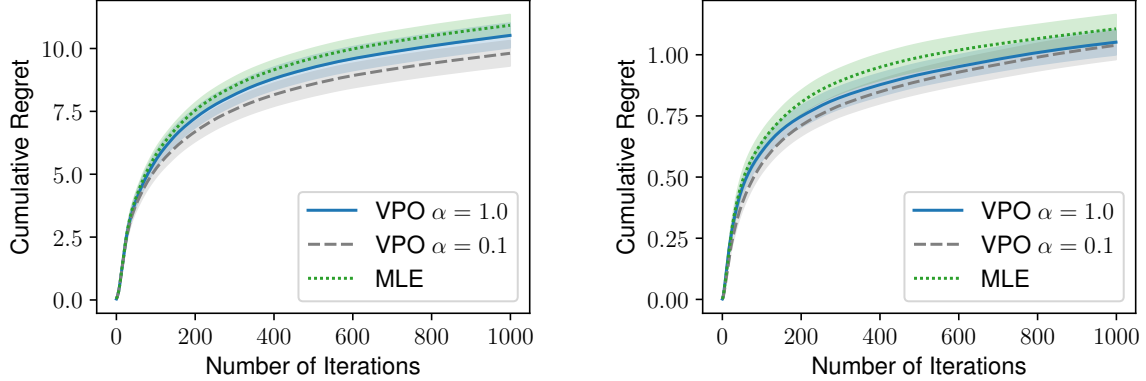 Cumulative Regret
10.0
7.5
5.0
2.5
0.0
0 200 400 600 800 1000
Number of Iterations
VPO α = 1.0
VPO α = 0.1
MLE
Cumulative Regret
1.00
0.75
0.50
0.25
0.00
0 200 400 600 800 1000
Number of Iterations
VPO α = 1.0
VPO α = 0.1
MLE